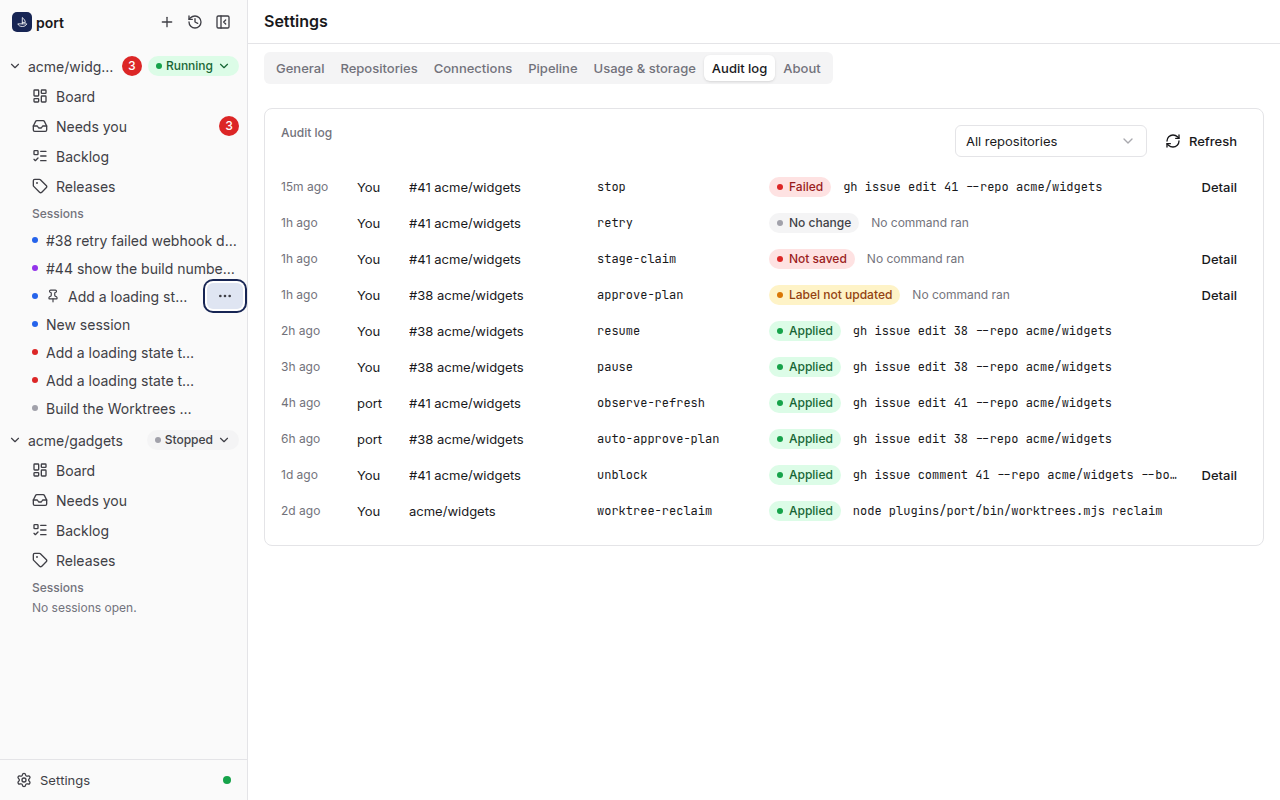 port
acme/widg... 3 Running
Board
Needs you 3
Backlog
Releases
Sessions
#38 retry failed webhook d...
#44 show the build numbe...
Add a loading st...
New session
Add a loading state t...
Add a loading state t...
Build the Worktrees ...
acme/gadgets Stopped
Board
Needs you
Backlog
Releases
Sessions
No sessions open.
Settings
Settings
General Repositories Connections Pipeline Usage & storage Audit log About
Audit log
All repositories Refresh
15m ago You #41 acme/widgets stop Failed gh issue edit 41 --repo acme/widgets Detail
1h ago You #41 acme/widgets retry No change No command ran
1h ago You #41 acme/widgets stage-claim Not saved No command ran Detail
1h ago You #38 acme/widgets approve-plan Label not updated No command ran Detail
2h ago You #38 acme/widgets resume Applied gh issue edit 38 --repo acme/widgets
3h ago You #38 acme/widgets pause Applied gh issue edit 38 --repo acme/widgets
4h ago port #41 acme/widgets observe-refresh Applied gh issue edit 41 --repo acme/widgets
6h ago port #38 acme/widgets auto-approve-plan Applied gh issue edit 38 --repo acme/widgets
1d ago You #41 acme/widgets unblock Applied gh issue comment 41 --repo acme/widgets --bo… Detail
2d ago You acme/widgets worktree-reclaim Applied node plugins/port/bin/worktrees.mjs reclaim